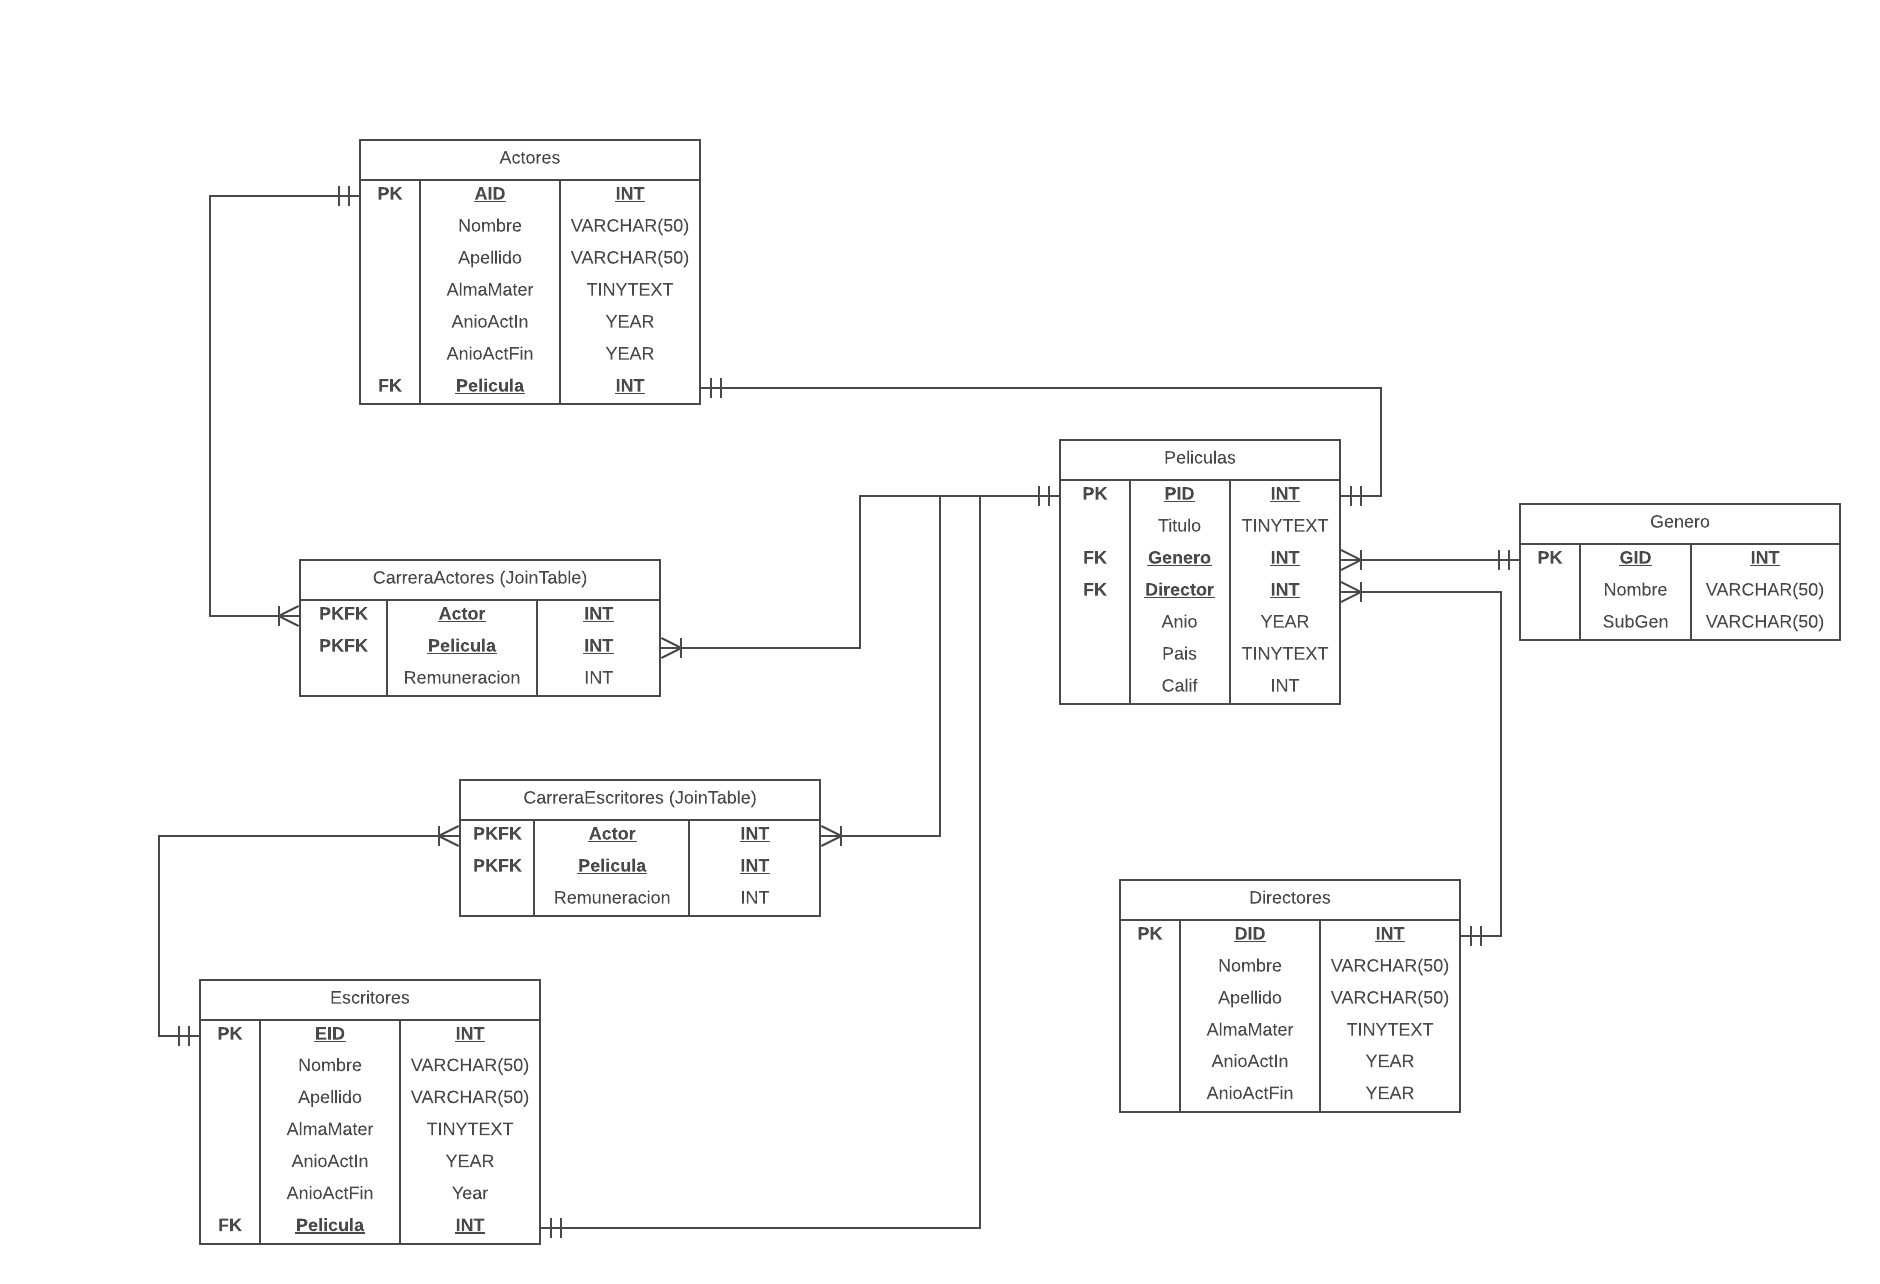 Actores
PK AID INT
Nombre VARCHAR(50)
Apellido VARCHAR(50)
AlmaMater TINYTEXT
AnioActIn YEAR
AnioActFin YEAR
FK Pelicula INT
Peliculas
PK PID INT
Titulo TINYTEXT
FK Genero INT
FK Director INT
Anio YEAR
Pais TINYTEXT
Calif INT
Genero
PK GID INT
Nombre VARCHAR(50)
SubGen VARCHAR(50)
CarreraActores (JoinTable)
PKFK Actor INT
PKFK Pelicula INT
Remuneracion INT
CarreraEscritores (JoinTable)
PKFK Actor INT
PKFK Pelicula INT
Remuneracion INT
Directores
PK DID INT
Nombre VARCHAR(50)
Apellido VARCHAR(50)
AlmaMater TINYTEXT
AnioActIn YEAR
AnioActFin YEAR
Escritores
PK EID INT
Nombre VARCHAR(50)
Apellido VARCHAR(50)
AlmaMater TINYTEXT
AnioActIn YEAR
AnioActFin Year
FK Pelicula INT